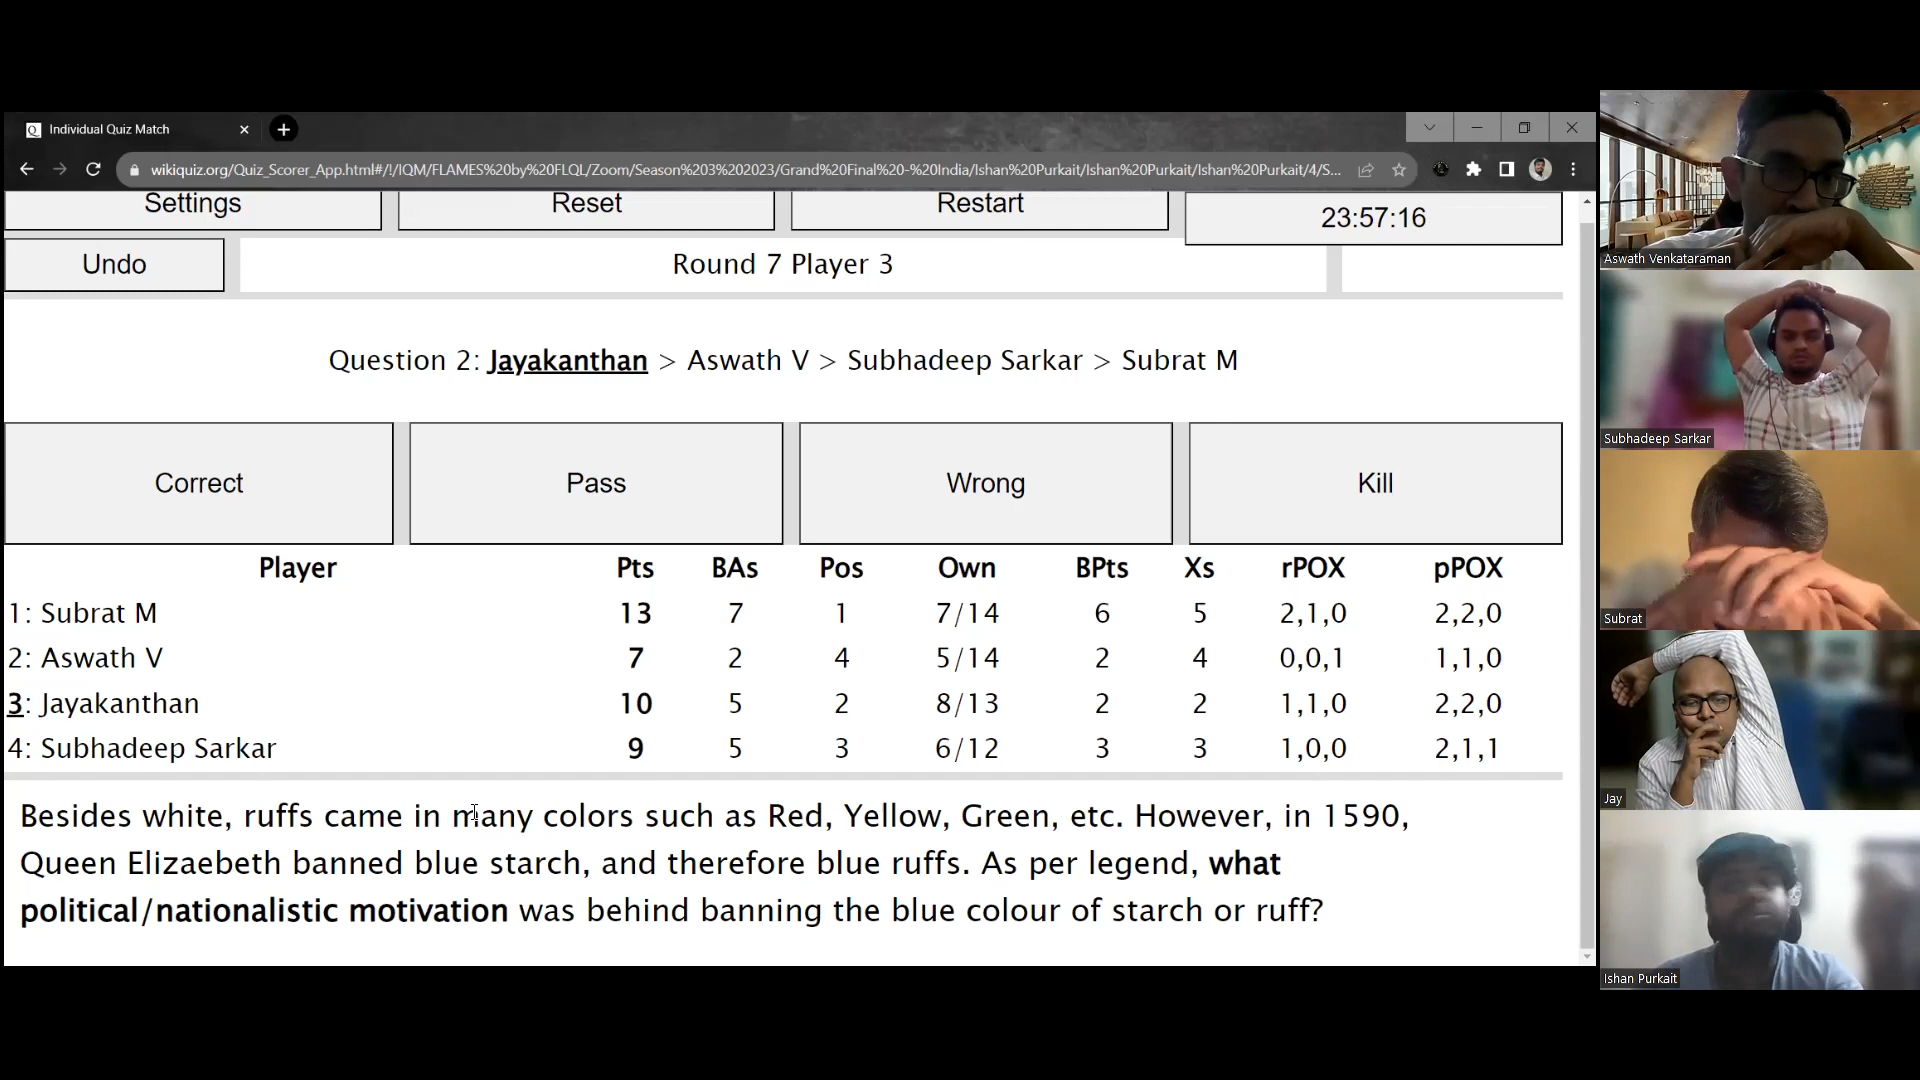 Individual Quiz Match
wikiquiz.org/Quiz_Scorer_App.html#/!/IQM/FLAMES%20by%20FLQL/Zoom/Season%203%202023/Grand%20Final%20-%20India/Ishan%20Purkait/Ishan%20Purkait/Ishan%20Purkait/4/S...
Settings Reset Restart 23:57:16
Undo Round 7 Player 3
Question 2: Jayakanthan > Aswath V > Subhadeep Sarkar > Subrat M
Correct Pass Wrong Kill
Player Pts BAs Pos Own BPts Xs rPOX pPOX
1: Subrat M 13 7 1 7/14 6 5 2,1,0 2,2,0
2: Aswath V 7 2 4 5/14 2 4 0,0,1 1,1,0
3: Jayakanthan 10 5 2 8/13 2 2 1,1,0 2,2,0
4: Subhadeep Sarkar 9 5 3 6/12 3 3 1,0,0 2,1,1
Besides white, ruffs came in many colors such as Red, Yellow, Green, etc. However, in 1590,
Queen Elizaebeth banned blue starch, and therefore blue ruffs. As per legend, what
political/nationalistic motivation was behind banning the blue colour of starch or ruff?
Aswath Venkataraman
Subhadeep Sarkar
Subrat
Jay
Ishan Purkait